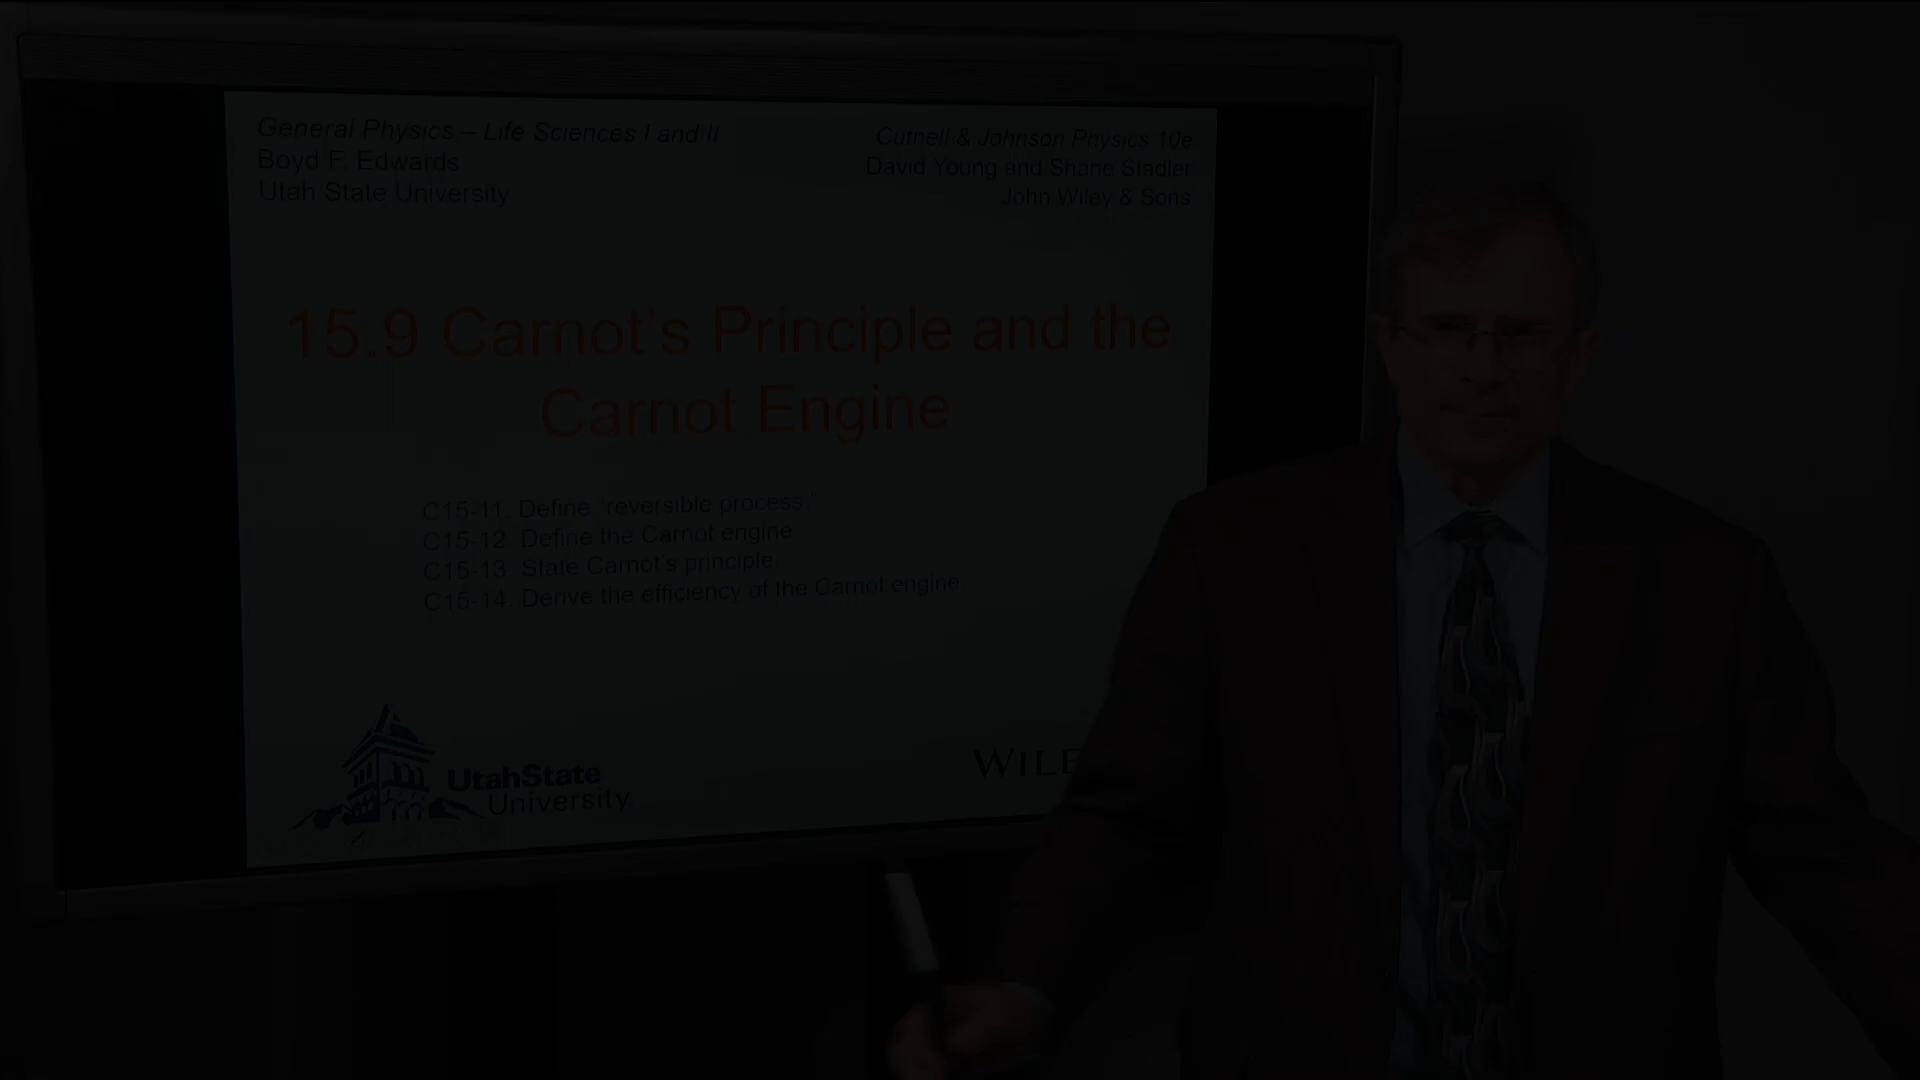 General Physics – Life Sciences I and II
Boyd F. Edwards
Utah State University
Cutnell & Johnson Physics 10e
David Young and Shane Stadler
John Wiley & Sons
15.9 Carnot's Principle and the
Carnot Engine
C15-11. Define "reversible process."
C15-12. Define the Carnot engine
C15-13. State Carnot's principle.
C15-14. Derive the efficiency of the Carnot engine.
UtahState
University
WILE